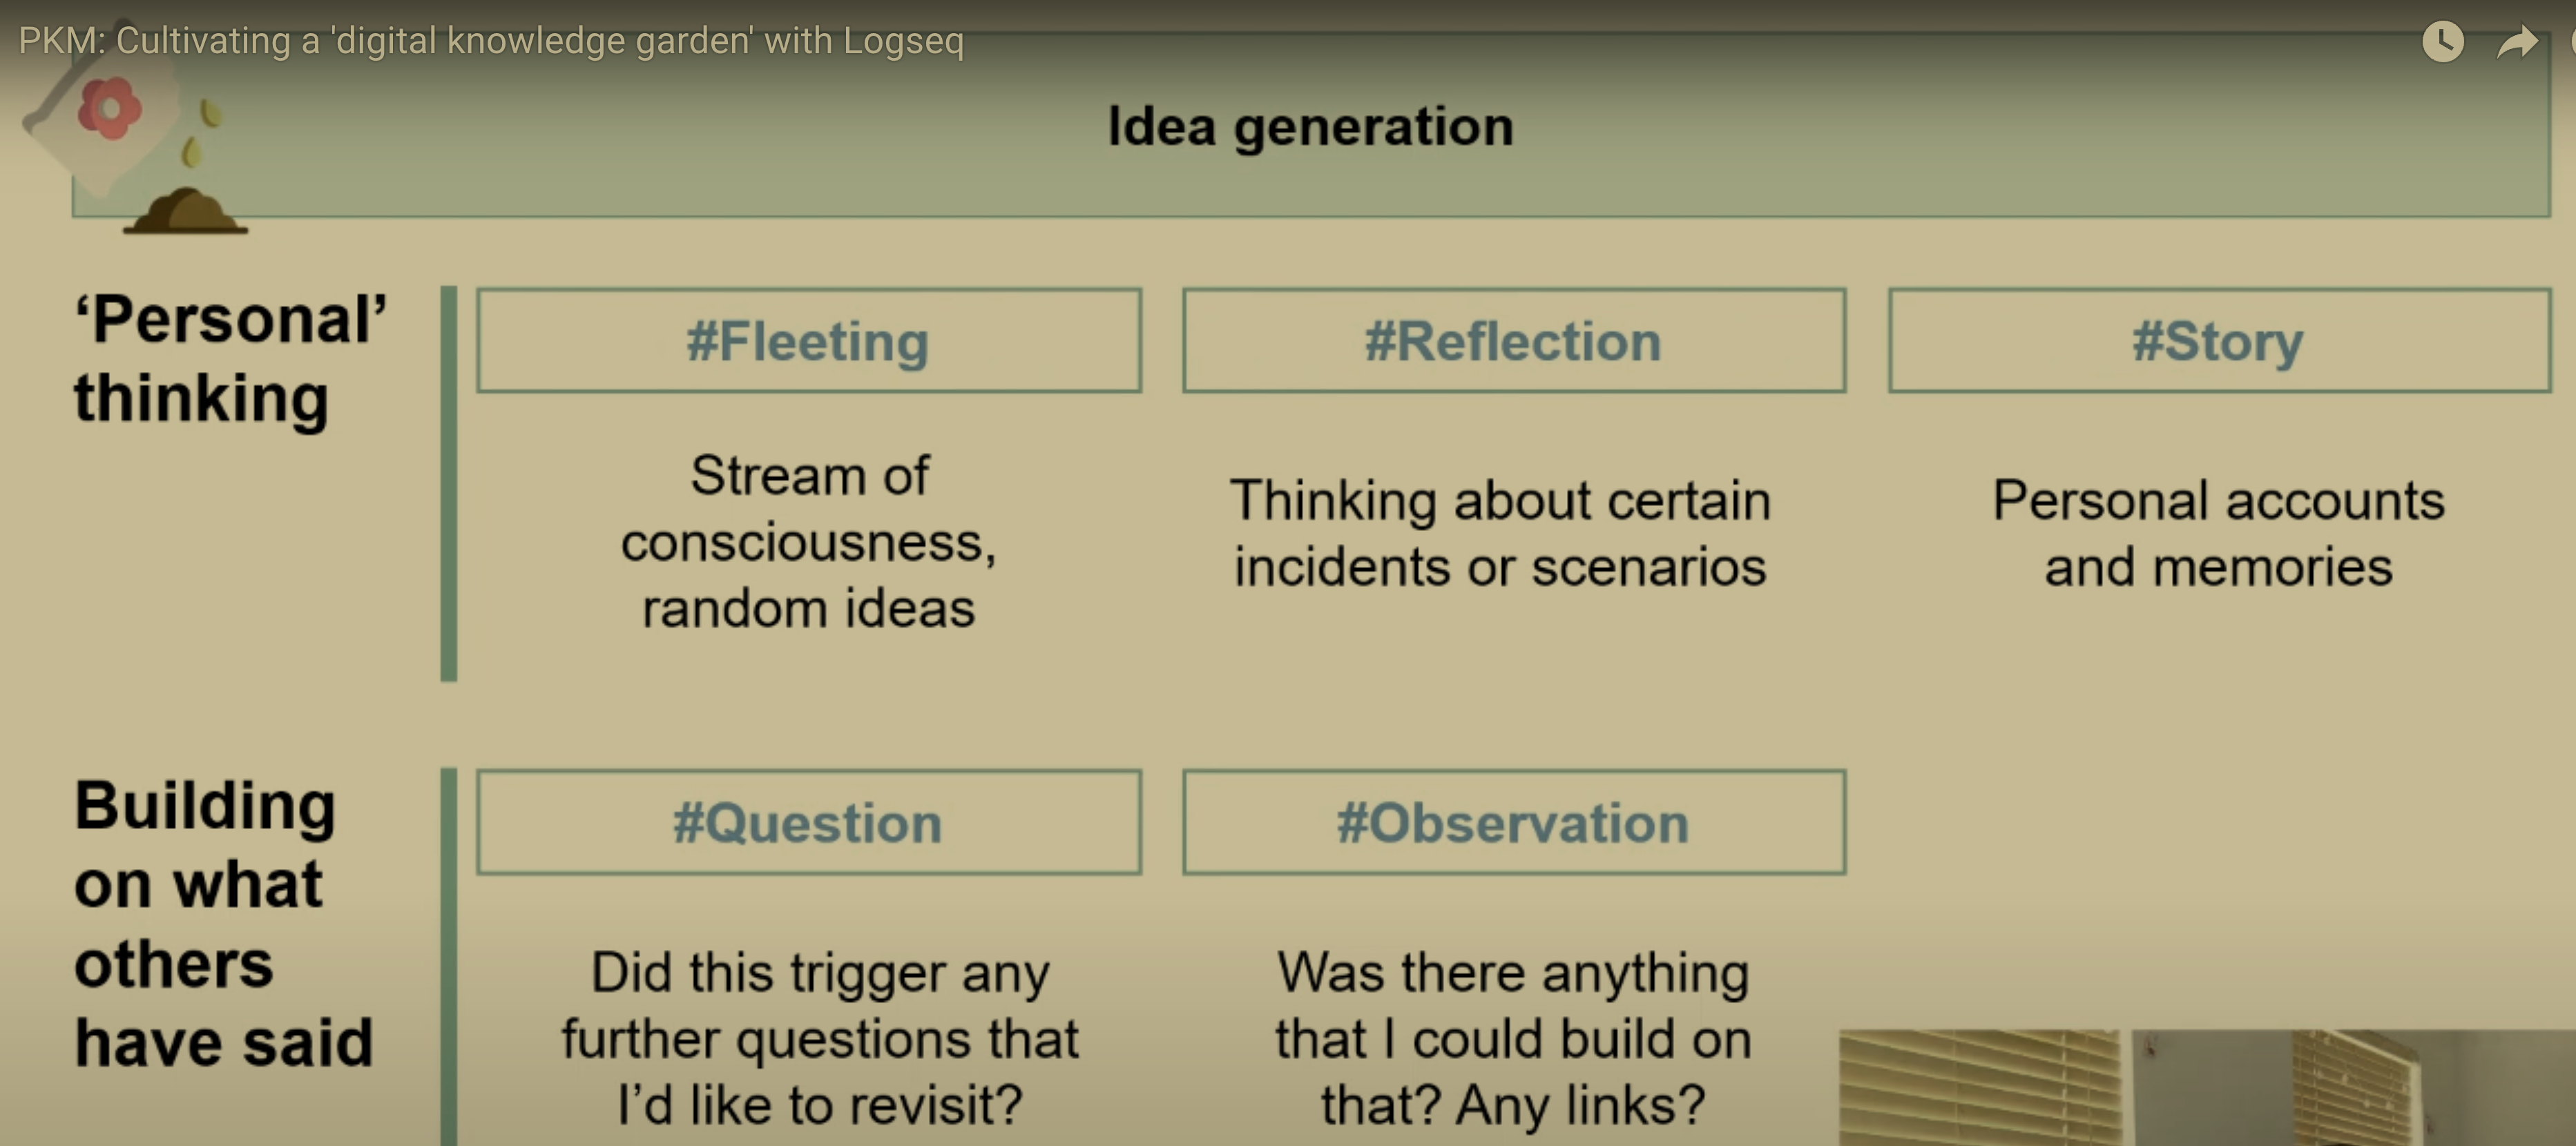 PKM: Cultivating a 'digital knowledge garden' with Logseq
Idea generation
‘Personal’
thinking
#Fleeting
Stream of
consciousness,
random ideas
#Reflection
Thinking about certain
incidents or scenarios
#Story
Personal accounts
and memories
Building
on what
others
have said
#Question
Did this trigger any
further questions that
I’d like to revisit?
#Observation
Was there anything
that I could build on
that? Any links?